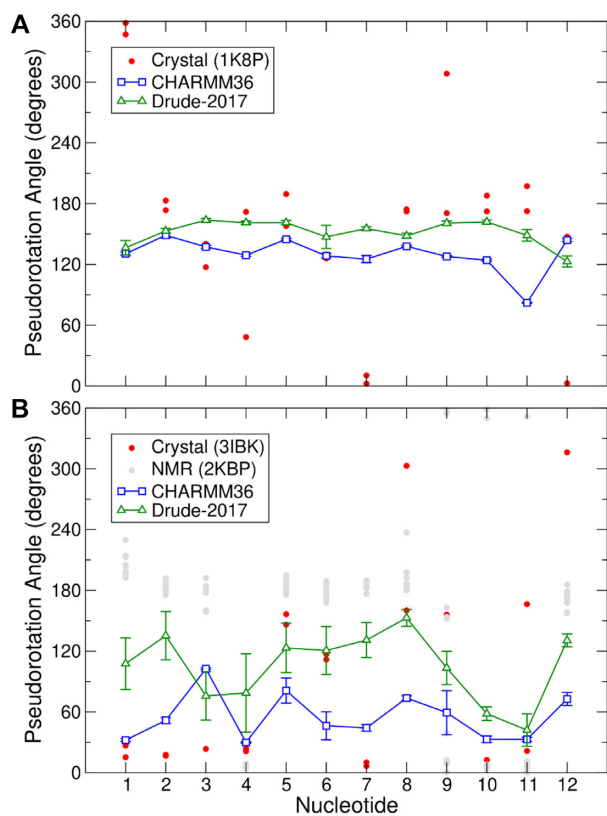 A
Pseudorotation Angle (degrees)
360
300
240
180
120
60
0
Crystal (1K8P)
CHARMM36
Drude-2017
B
Pseudorotation Angle (degrees)
360
300
240
180
120
60
0
Crystal (3IBK)
NMR (2KBP)
CHARMM36
Drude-2017
1 2 3 4 5 6 7 8 9 10 11 12
Nucleotide